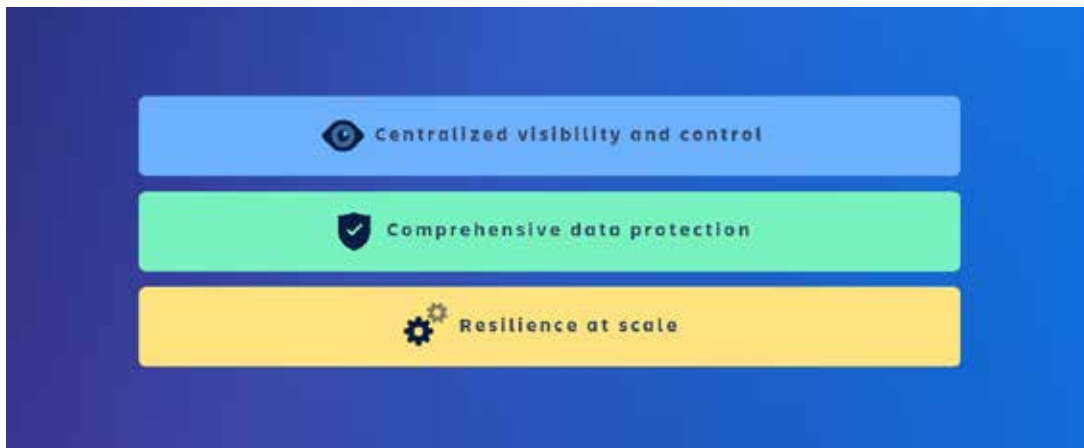 Centralized visibility and control
Comprehensive data protection
Resilience at scale